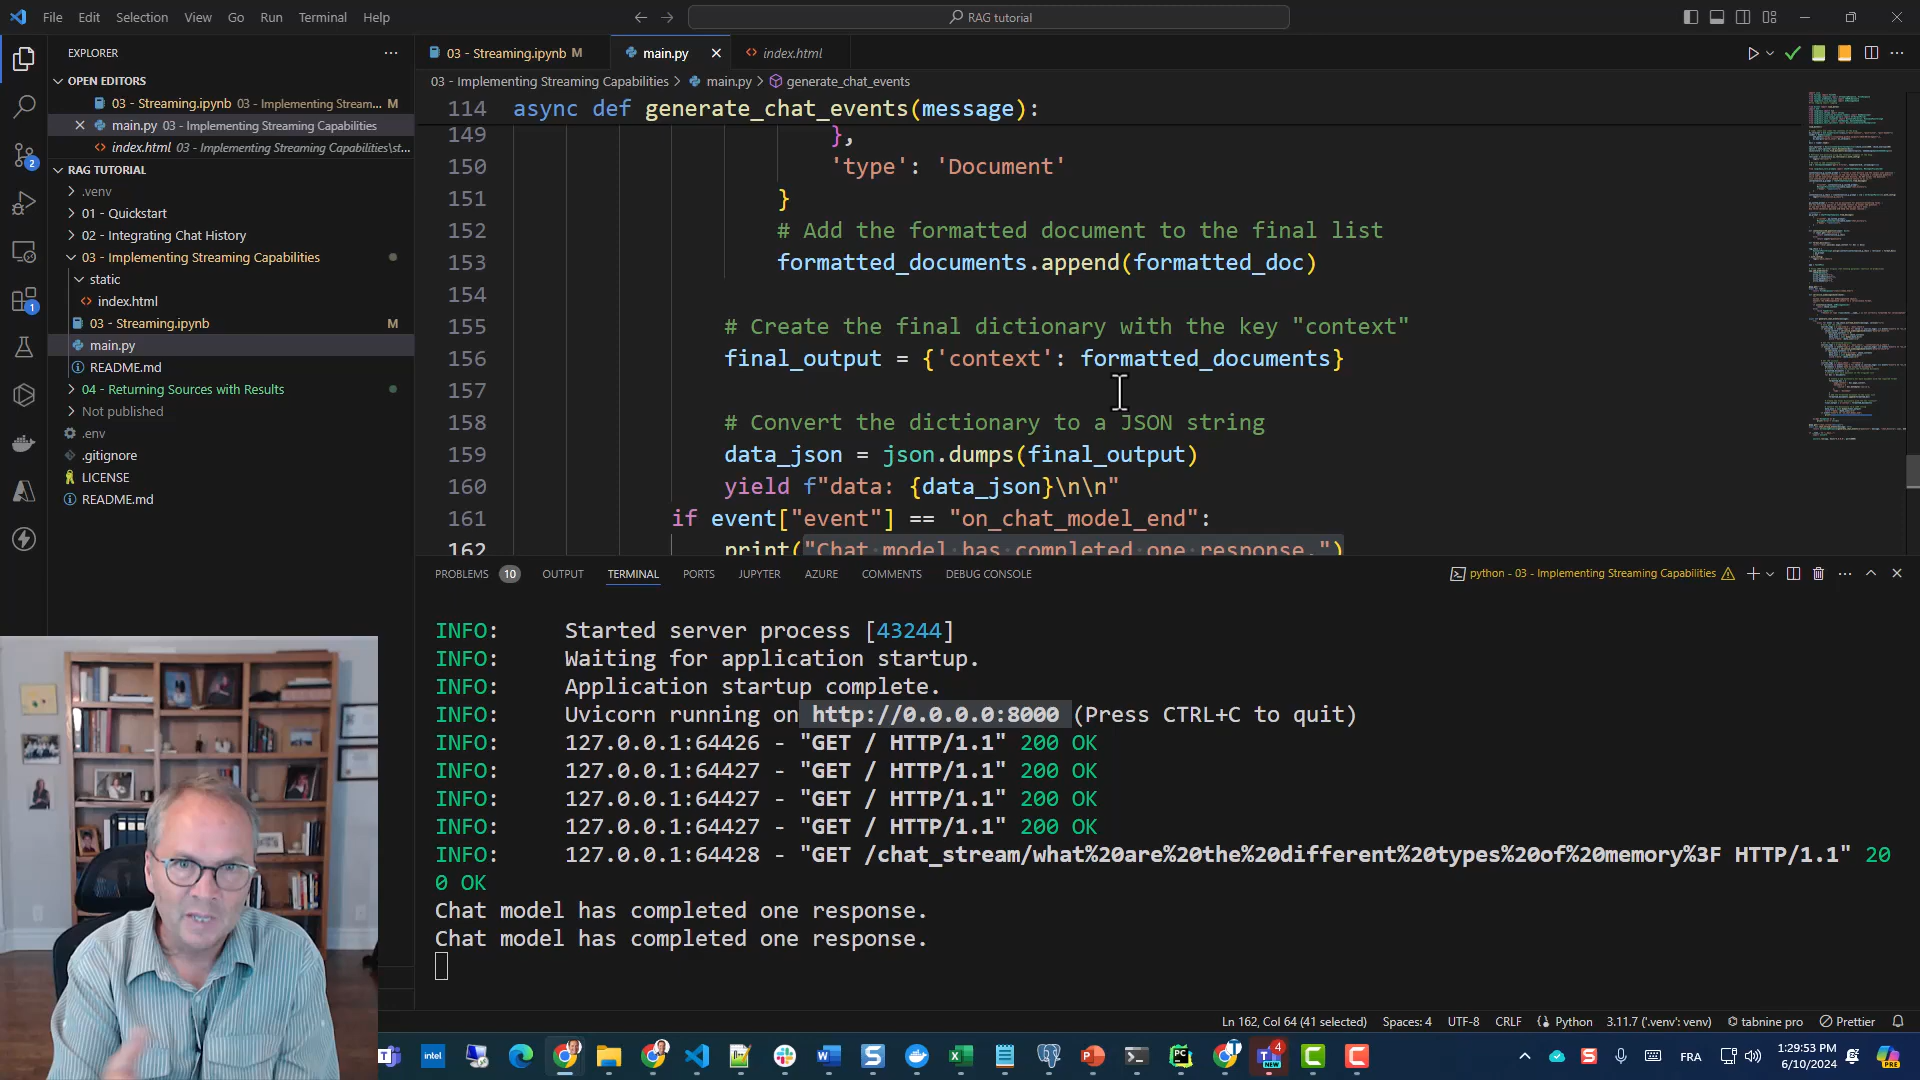 File Edit Selection View Go Run Terminal Help
RAG tutorial
EXPLORER
OPEN EDITORS
03 - Streaming.ipynb 03 - Implementing Stream... M
main.py 03 - Implementing Streaming Capabilities
index.html 03 - Implementing Streaming Capabilities\st...
RAG TUTORIAL
.venv
01 - Quickstart
02 - Integrating Chat History
03 - Implementing Streaming Capabilities
static
index.html
03 - Streaming.ipynb M
main.py
README.md
04 - Returning Sources with Results
Not published
.env
.gitignore
LICENSE
README.md
2
1
03 - Streaming.ipynb M
main.py
index.html
03 - Implementing Streaming Capabilities > main.py > generate_chat_events
114 async def generate_chat_events(message):
149 },
150 'type': 'Document'
151 }
152 # Add the formatted document to the final list
153 formatted_documents.append(formatted_doc)
154
155 # Create the final dictionary with the key "context"
156 final_output = {'context': formatted_documents}
157
158 # Convert the dictionary to a JSON string
159 data_json = json.dumps(final_output)
160 yield f"data: {data_json}\n\n"
161 if event["event"] == "on_chat_model_end":
162 print("Chat model has completed one response.")
PROBLEMS 10 OUTPUT TERMINAL PORTS JUPYTER AZURE COMMENTS DEBUG CONSOLE
python - 03 - Implementing Streaming Capabilities
INFO: Started server process [43244]
INFO: Waiting for application startup.
INFO: Application startup complete.
INFO: Uvicorn running on http://0.0.0.0:8000 (Press CTRL+C to quit)
INFO: 127.0.0.1:64426 - "GET / HTTP/1.1" 200 OK
INFO: 127.0.0.1:64427 - "GET / HTTP/1.1" 200 OK
INFO: 127.0.0.1:64427 - "GET / HTTP/1.1" 200 OK
INFO: 127.0.0.1:64427 - "GET / HTTP/1.1" 200 OK
INFO: 127.0.0.1:64428 - "GET /chat_stream/what%20are%20the%20different%20types%20of%20memory%3F HTTP/1.1" 20
0 OK
Chat model has completed one response.
Chat model has completed one response.
Ln 162, Col 64 (41 selected) Spaces: 4 UTF-8 CRLF Python 3.11.7 ('.venv': venv) tabnine pro Prettier
intel
4
NEW
FRA
1:29:53 PM
6/10/2024
PRE